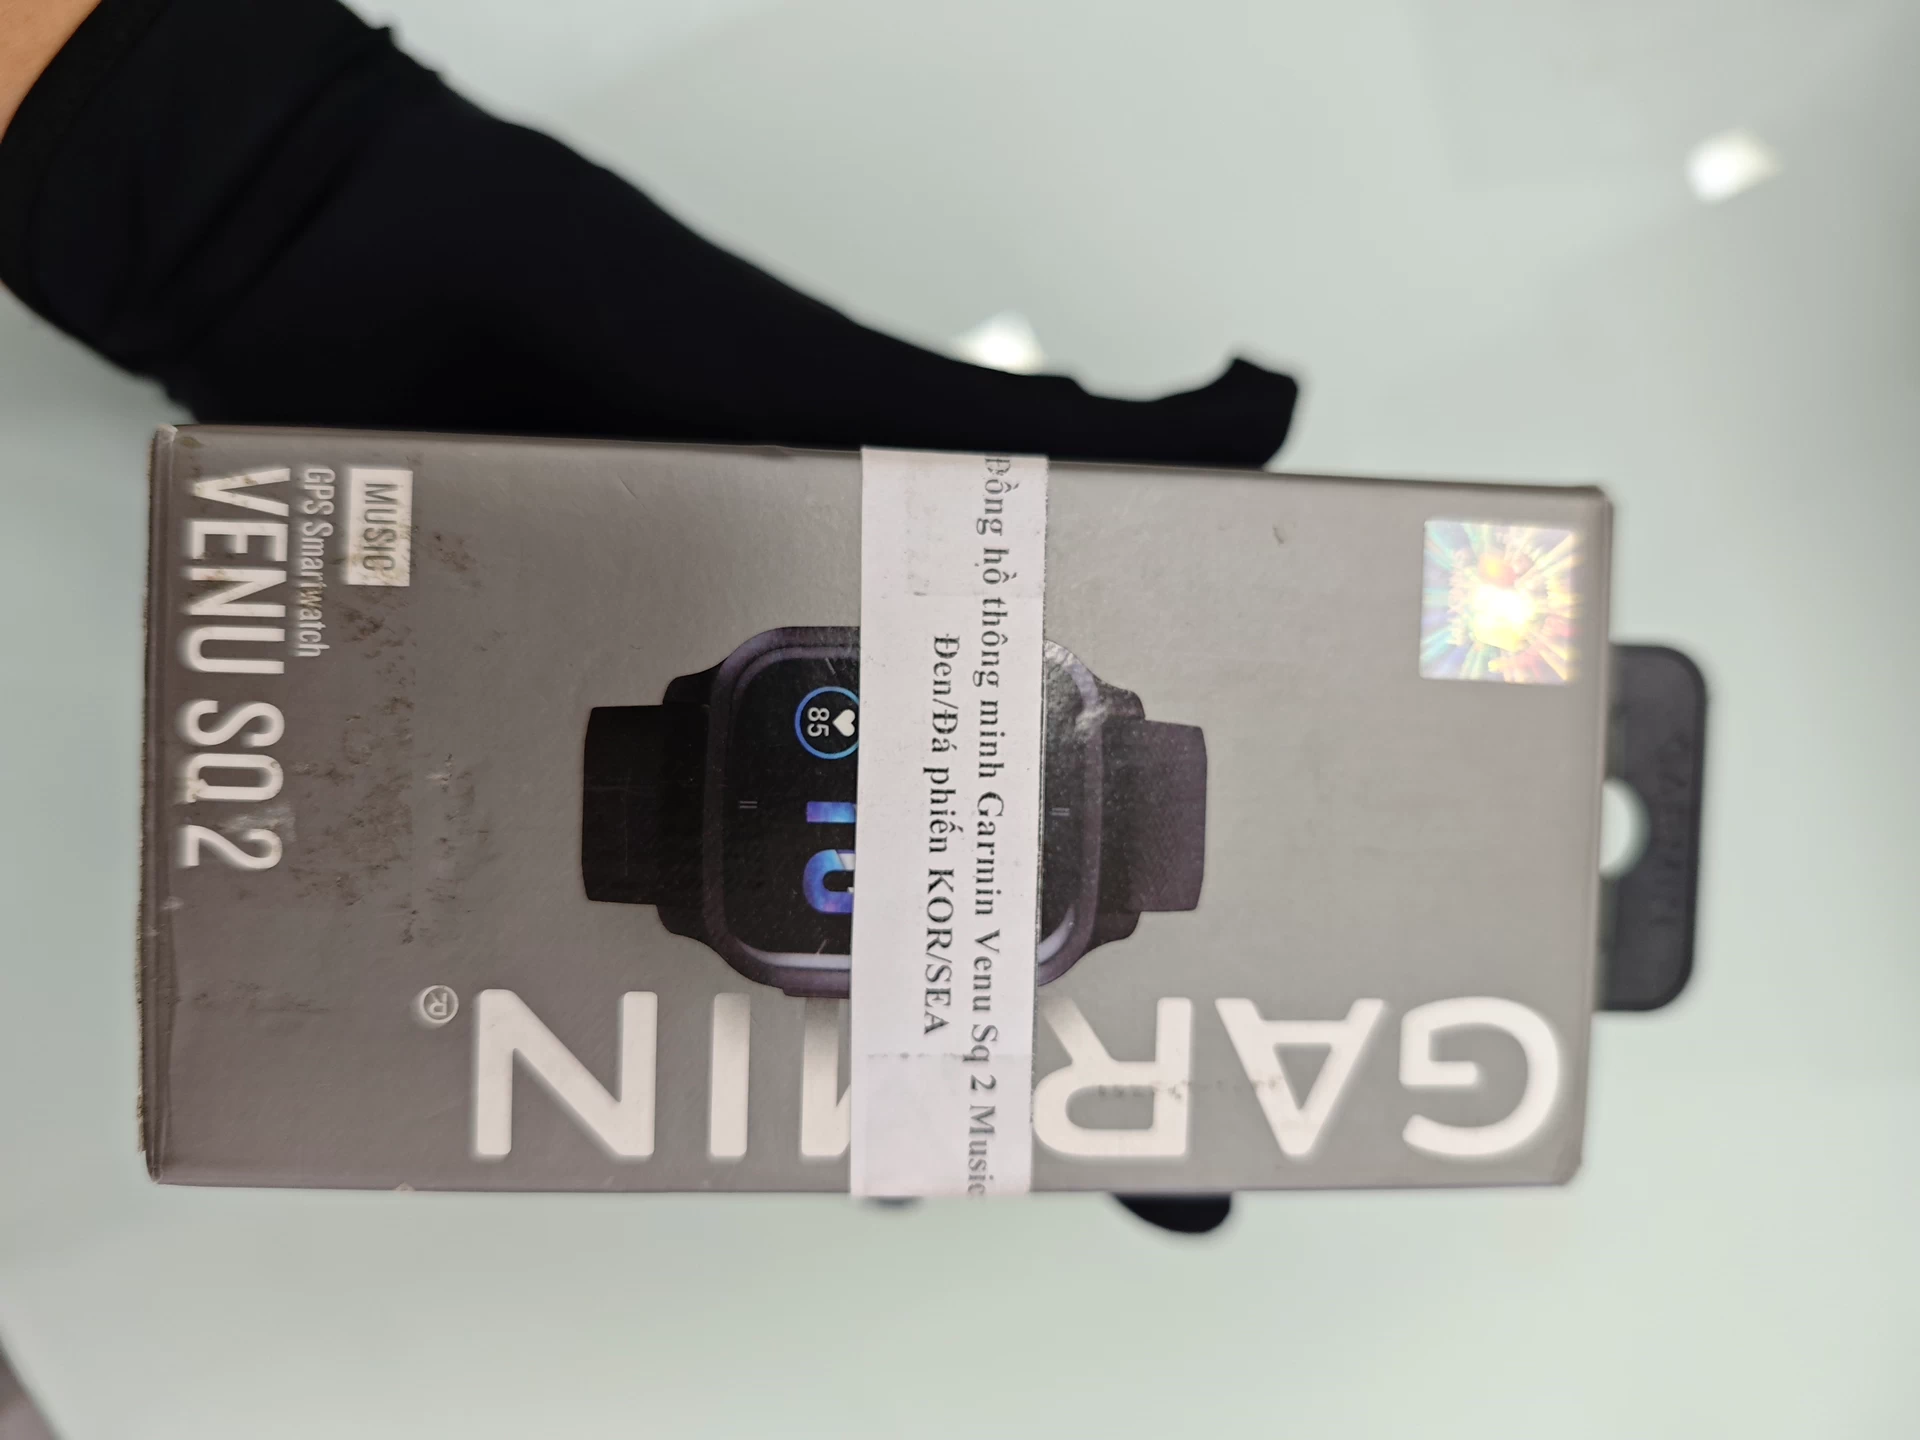 GARMIN®
85
10
Đồng hồ thông minh Garmin Venu Sq 2 Music
Đen/Đá phiến KOR/SEA
MUSIC
GPS Smartwatch
VENU SQ 2